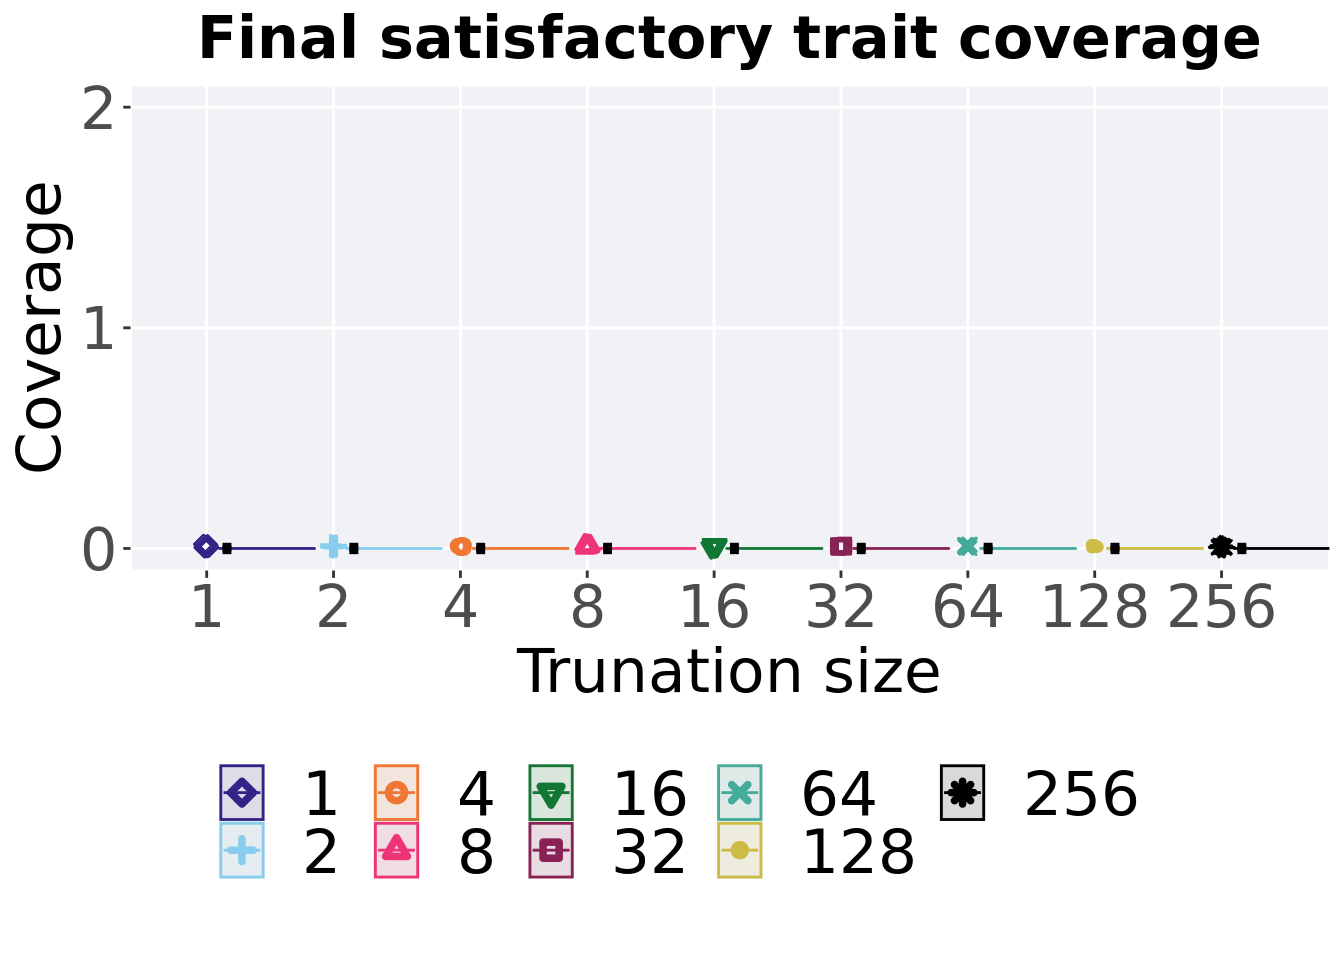 Final satisfactory trait coverage
2
1
0
Coverage
1 2 4 8 16 32 64 128 256
Trunation size
1 4 16 64 256
2 8 32 128